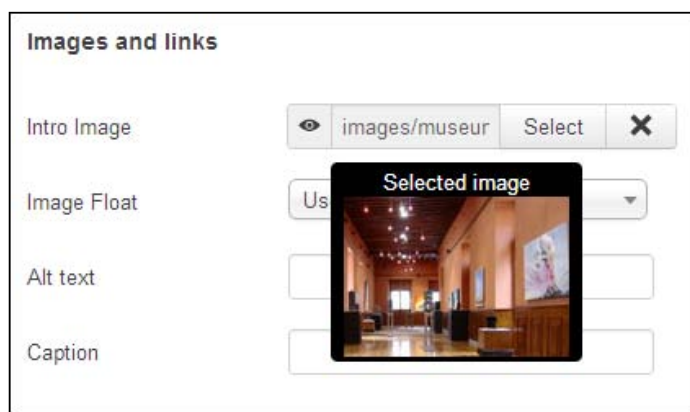 Images and links
Intro Image
images/museur
Select
Image Float
Us
Selected image
Alt text
Caption